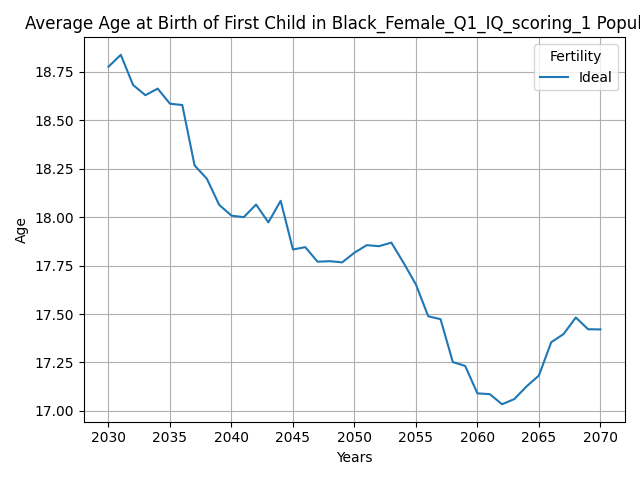 Average Age at Birth of First Child in Black_Female_Q1_IQ_scoring_1 Popul
Fertility
Ideal
Age
18.75
18.50
18.25
18.00
17.75
17.50
17.25
17.00
2030 2035 2040 2045 2050 2055 2060 2065 2070
Years